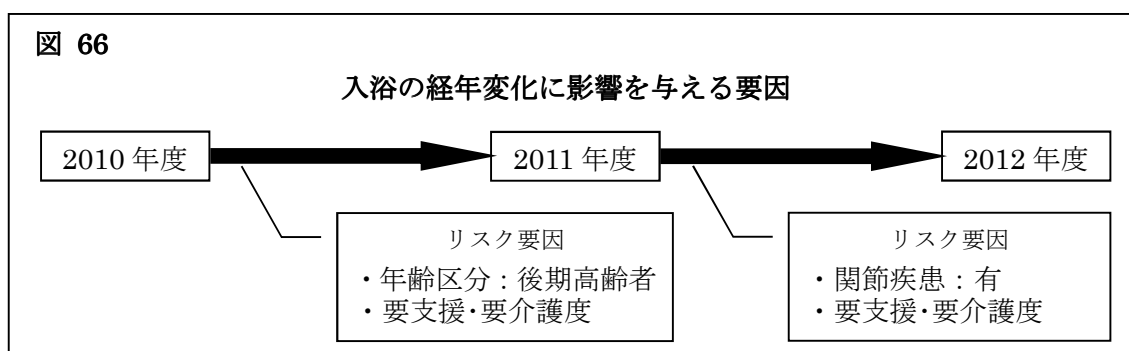 図 66
入浴の経年変化に影響を与える要因
2010 年度
2011 年度
2012 年度
リスク要因
・年齢区分：後期高齢者
・要支援･要介護度
リスク要因
・関節疾患：有
・要支援･要介護度